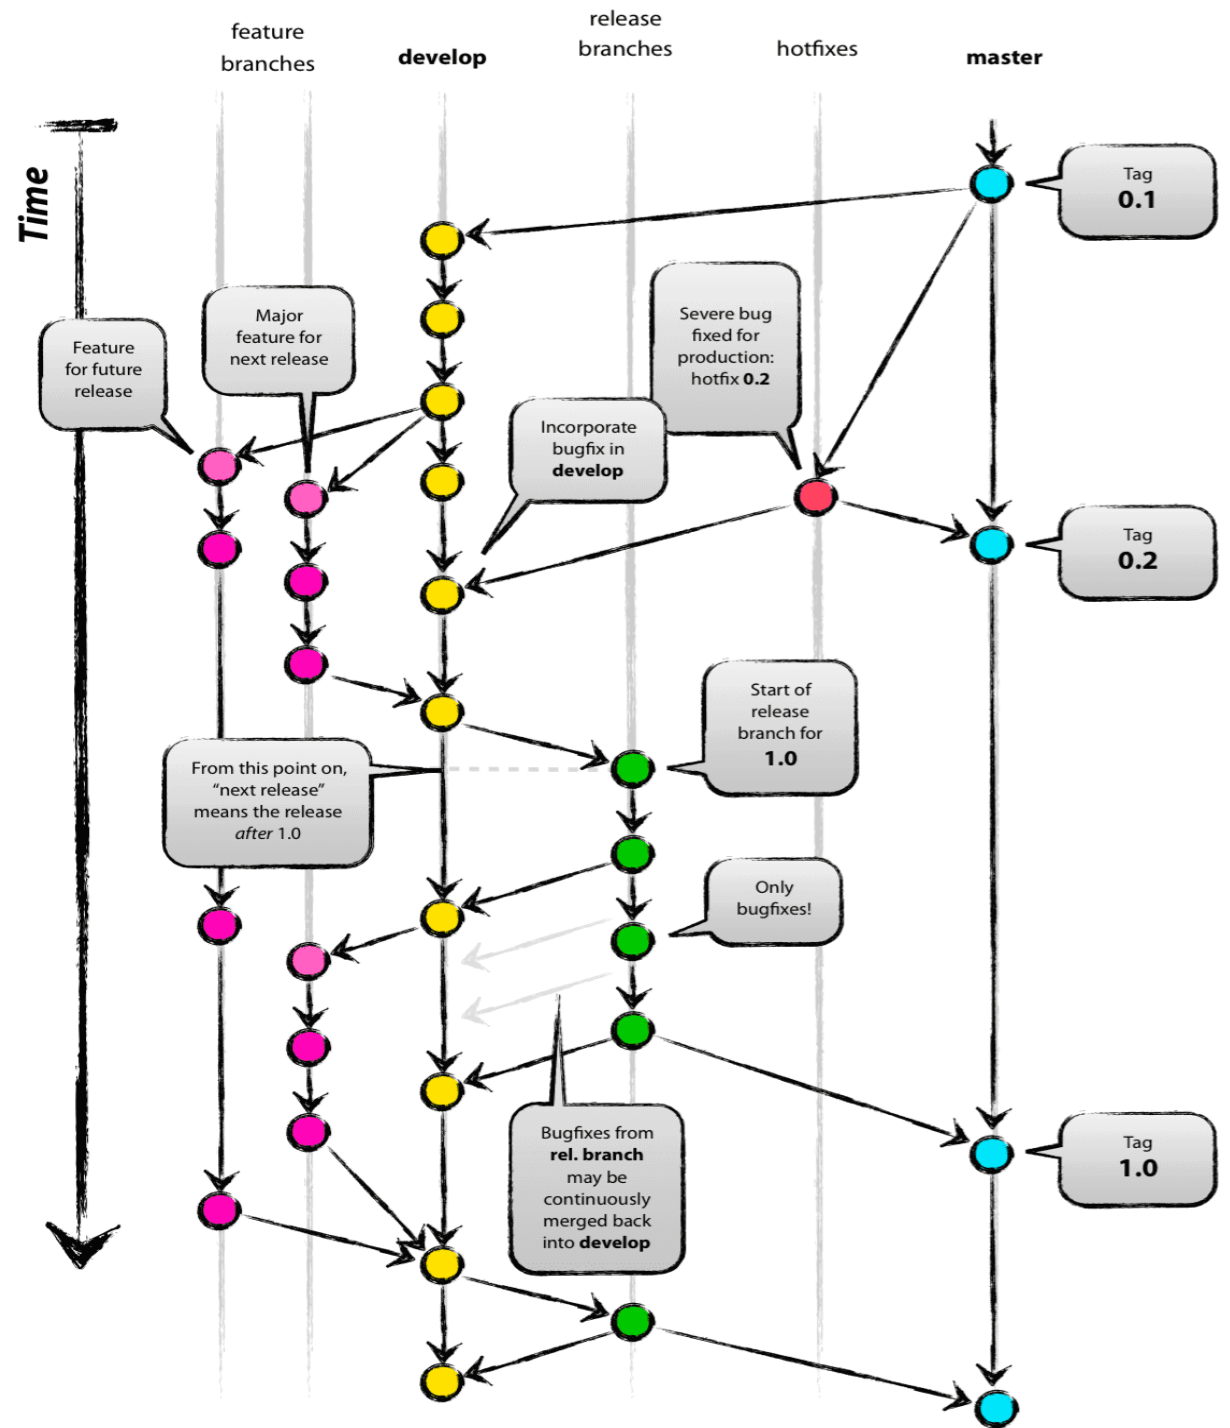 feature
branches
develop
release
branches
hotfixes
master
Time
Tag
0.1
Major
feature for
next release
Feature
for future
release
Severe bug
fixed for
production:
hotfix 0.2
Incorporate
bugfix in
develop
Tag
0.2
Start of
release
branch for
1.0
From this point on,
“next release”
means the release
after 1.0
Only
bugfixes!
Bugfixes from
rel. branch
may be
continuously
merged back
into develop
Tag
1.0